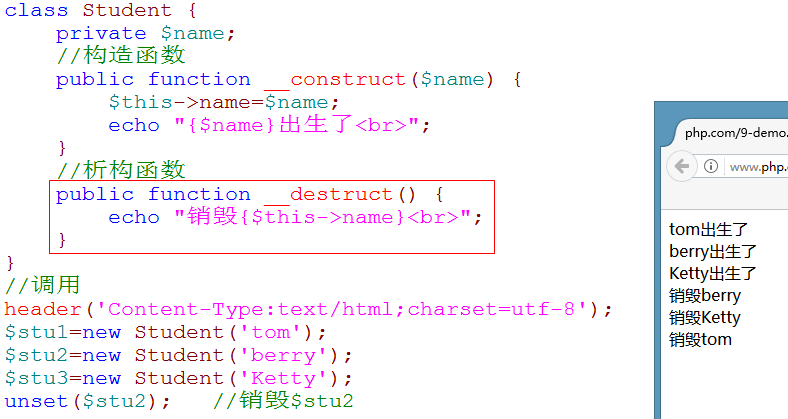 class Student {
    private $name;
    //构造函数
    public function __construct($name) {
        $this->name=$name;
        echo "{$name}出生了<br>";
    }
    //析构函数
    public function __destruct() {
        echo "销毁{$this->name}<br>";
    }
}
//调用
header('Content-Type:text/html;charset=utf-8');
$stu1=new Student('tom');
$stu2=new Student('berry');
$stu3=new Student('Ketty');
unset($stu2);   //销毁$stu2
php.com/9-demo.
www.php.
tom出生了
berry出生了
Ketty出生了
销毁berry
销毁Ketty
销毁tom